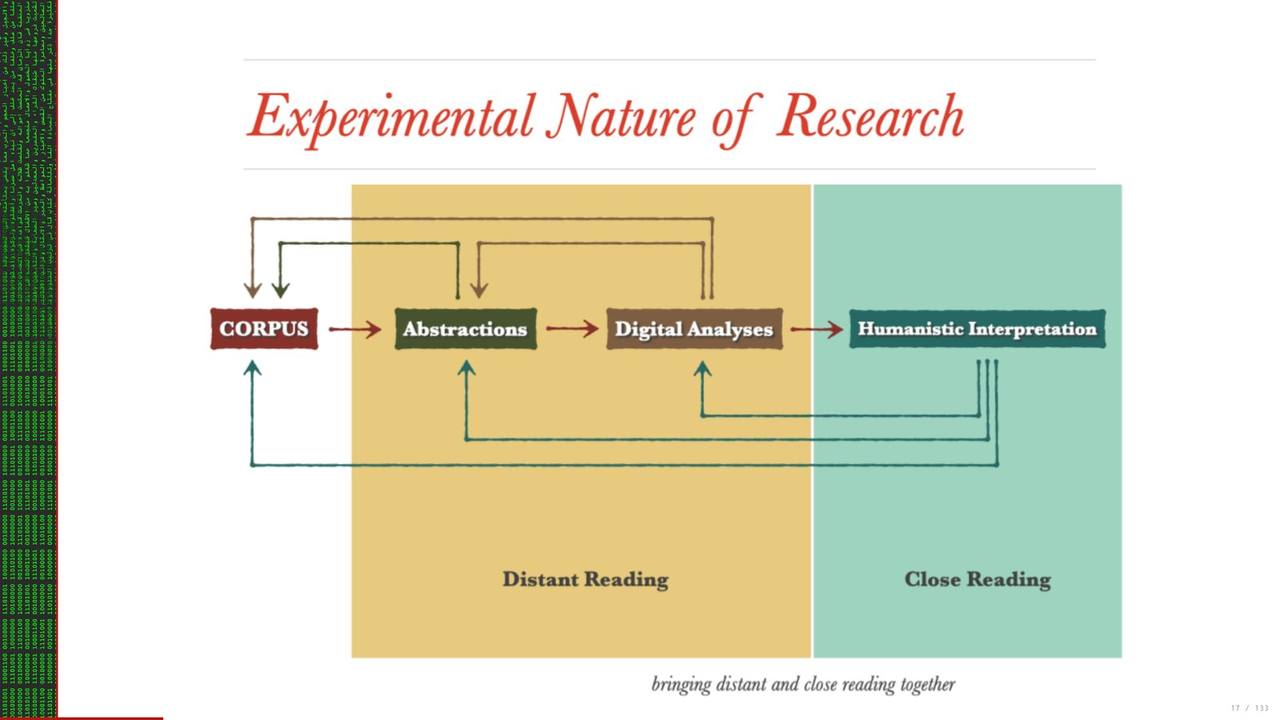 Experimental Nature of Research
CORPUS
Abstractions
Digital Analyses
Humanistic Interpretation
Distant Reading
Close Reading
bringing distant and close reading together
17 / 133